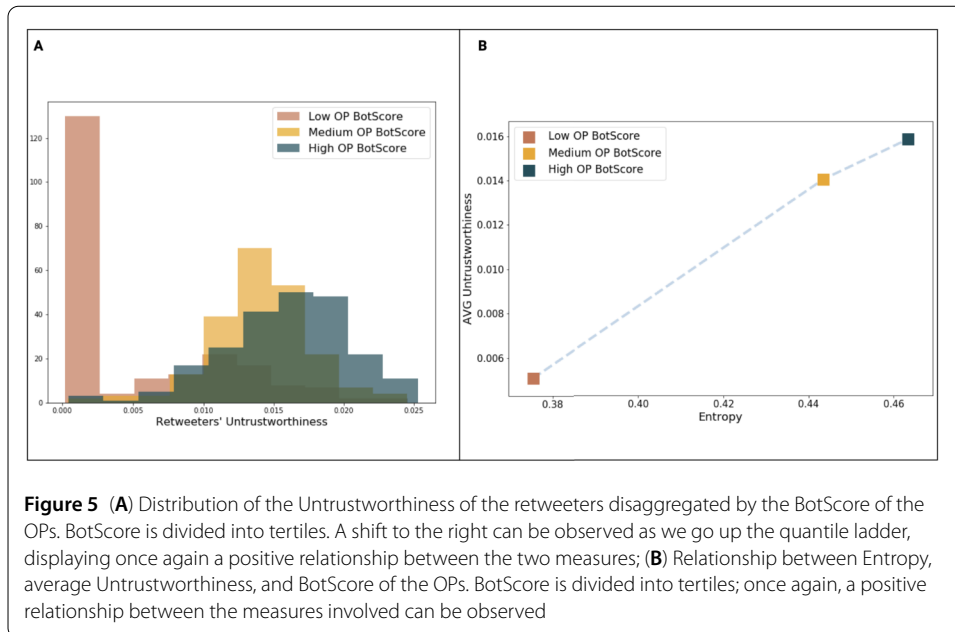 A
Low OP BotScore
Medium OP BotScore
High OP BotScore
120
100
80
60
40
20
0
0.000
0.005
0.010
0.015
0.020
0.025
Retweeters' Untrustworthiness
B
Low OP BotScore
Medium OP BotScore
High OP BotScore
0.016
0.014
0.012
0.010
0.008
0.006
AVG Untrustworthiness
0.38
0.40
0.42
0.44
0.46
Entropy
Figure 5 (A) Distribution of the Untrustworthiness of the retweeters disaggregated by the BotScore of the
OPs. BotScore is divided into tertiles. A shift to the right can be observed as we go up the quantile ladder,
displaying once again a positive relationship between the two measures; (B) Relationship between Entropy,
average Untrustworthiness, and BotScore of the OPs. BotScore is divided into tertiles; once again, a positive
relationship between the measures involved can be observed